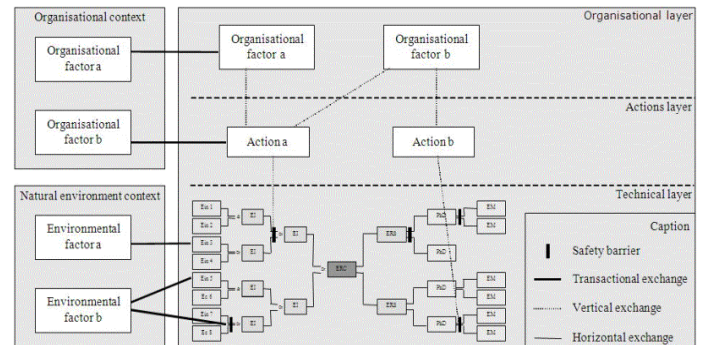 Organisational context
Organisational
factor a
Organisational
factor b
Natural environment context
Environmental
factor a
Environmental
factor b
Organisational layer
Organisational
factor a
Organisational
factor b
Actions layer
Action a
Action b
Technical layer
EI
EI
EI
EI
EI
EI
ERC
ERS
ERS
PhD
PhD
PhD
PhD
EM
EM
EM
EM
EM
EM
Caption
Safety barrier
Transactional exchange
Vertical exchange
Horizontal exchange